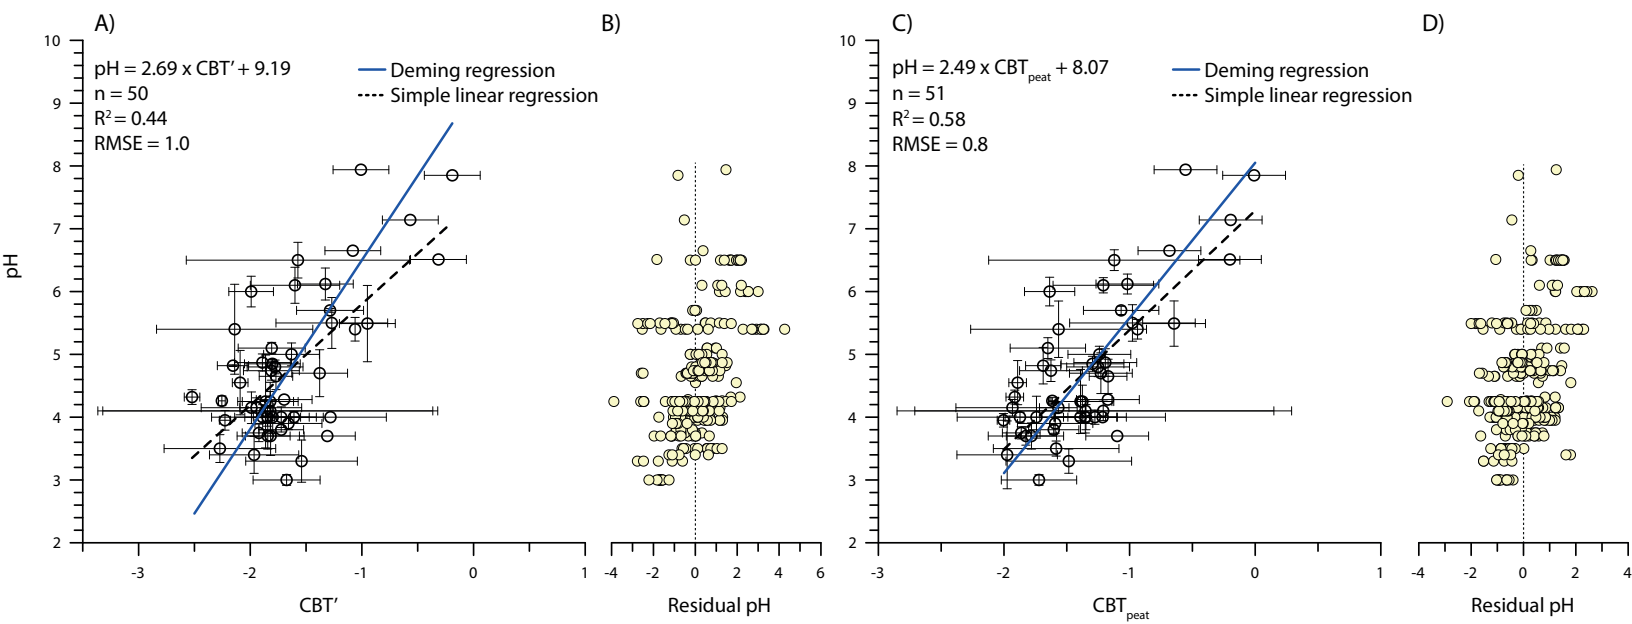 A)
B)
C)
D)
pH = 2.69 x CBT′ + 9.19
n = 50
R² = 0.44
RMSE = 1.0
Deming regression
Simple linear regression
pH = 2.49 x CBTpeat + 8.07
n = 51
R² = 0.58
RMSE = 0.8
Deming regression
Simple linear regression
pH
10
9
8
7
6
5
4
3
2
-3 -2 -1 0 1
CBT′
-4 -2 0 2 4 6
Residual pH
10
9
8
7
6
5
4
3
2
-3 -2 -1 0 1
CBTpeat
-4 -2 0 2 4
Residual pH